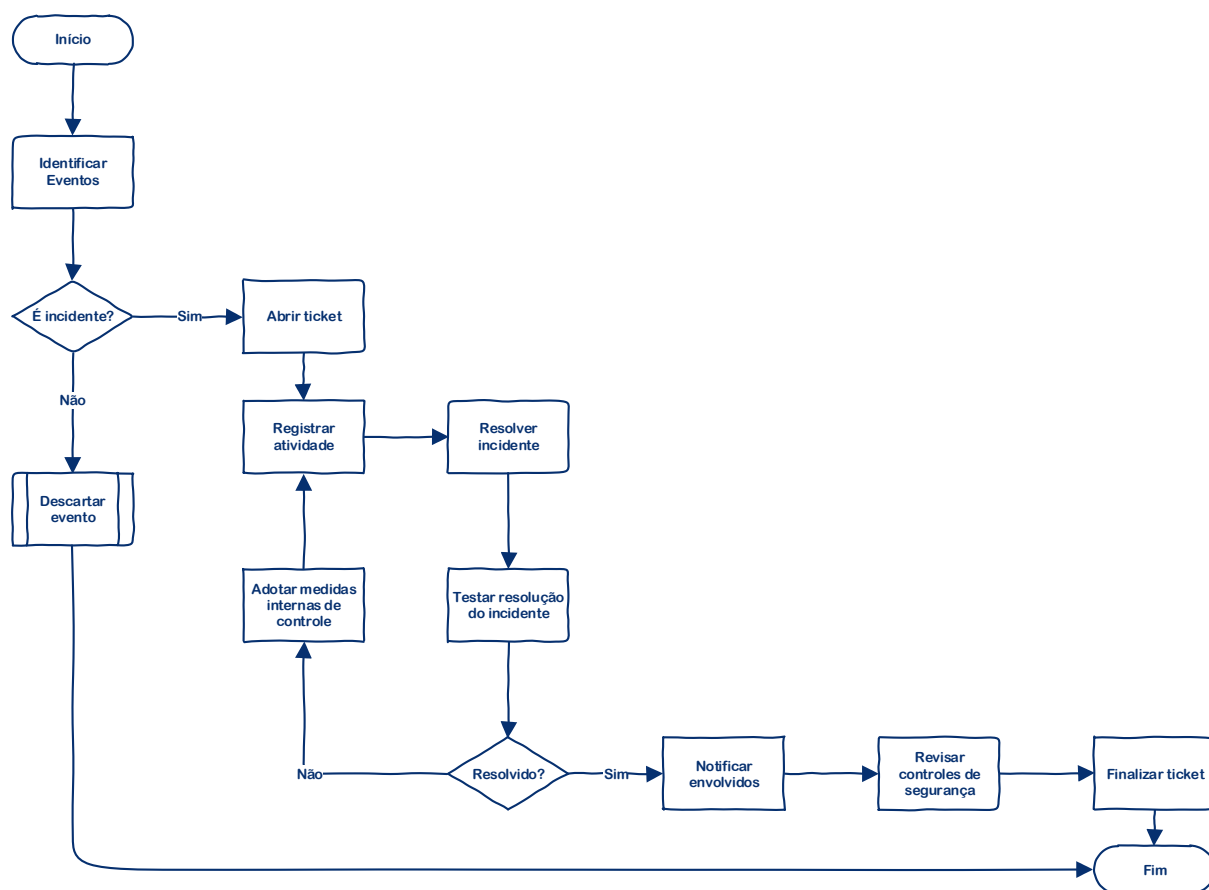 Início
Identificar
Eventos
É incidente?
Sim
Abrir ticket
Não
Registrar
atividade
Resolver
incidente
Descartar
evento
Adotar medidas
internas de
controle
Testar resolução
do incidente
Não
Resolvido?
Sim
Notificar
envolvidos
Revisar
controles de
segurança
Finalizar ticket
Fim